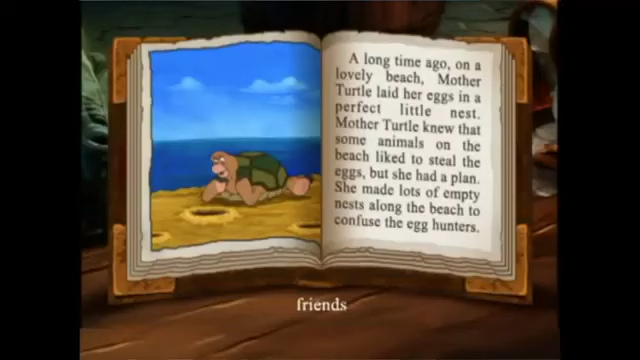 A long time ago, on a
lovely beach, Mother
Turtle laid her eggs in a
perfect little nest.
Mother Turtle knew that
some animals on the
beach liked to steal the
eggs, but she had a plan.
She made lots of empty
nests along the beach to
confuse the egg hunters.
friends